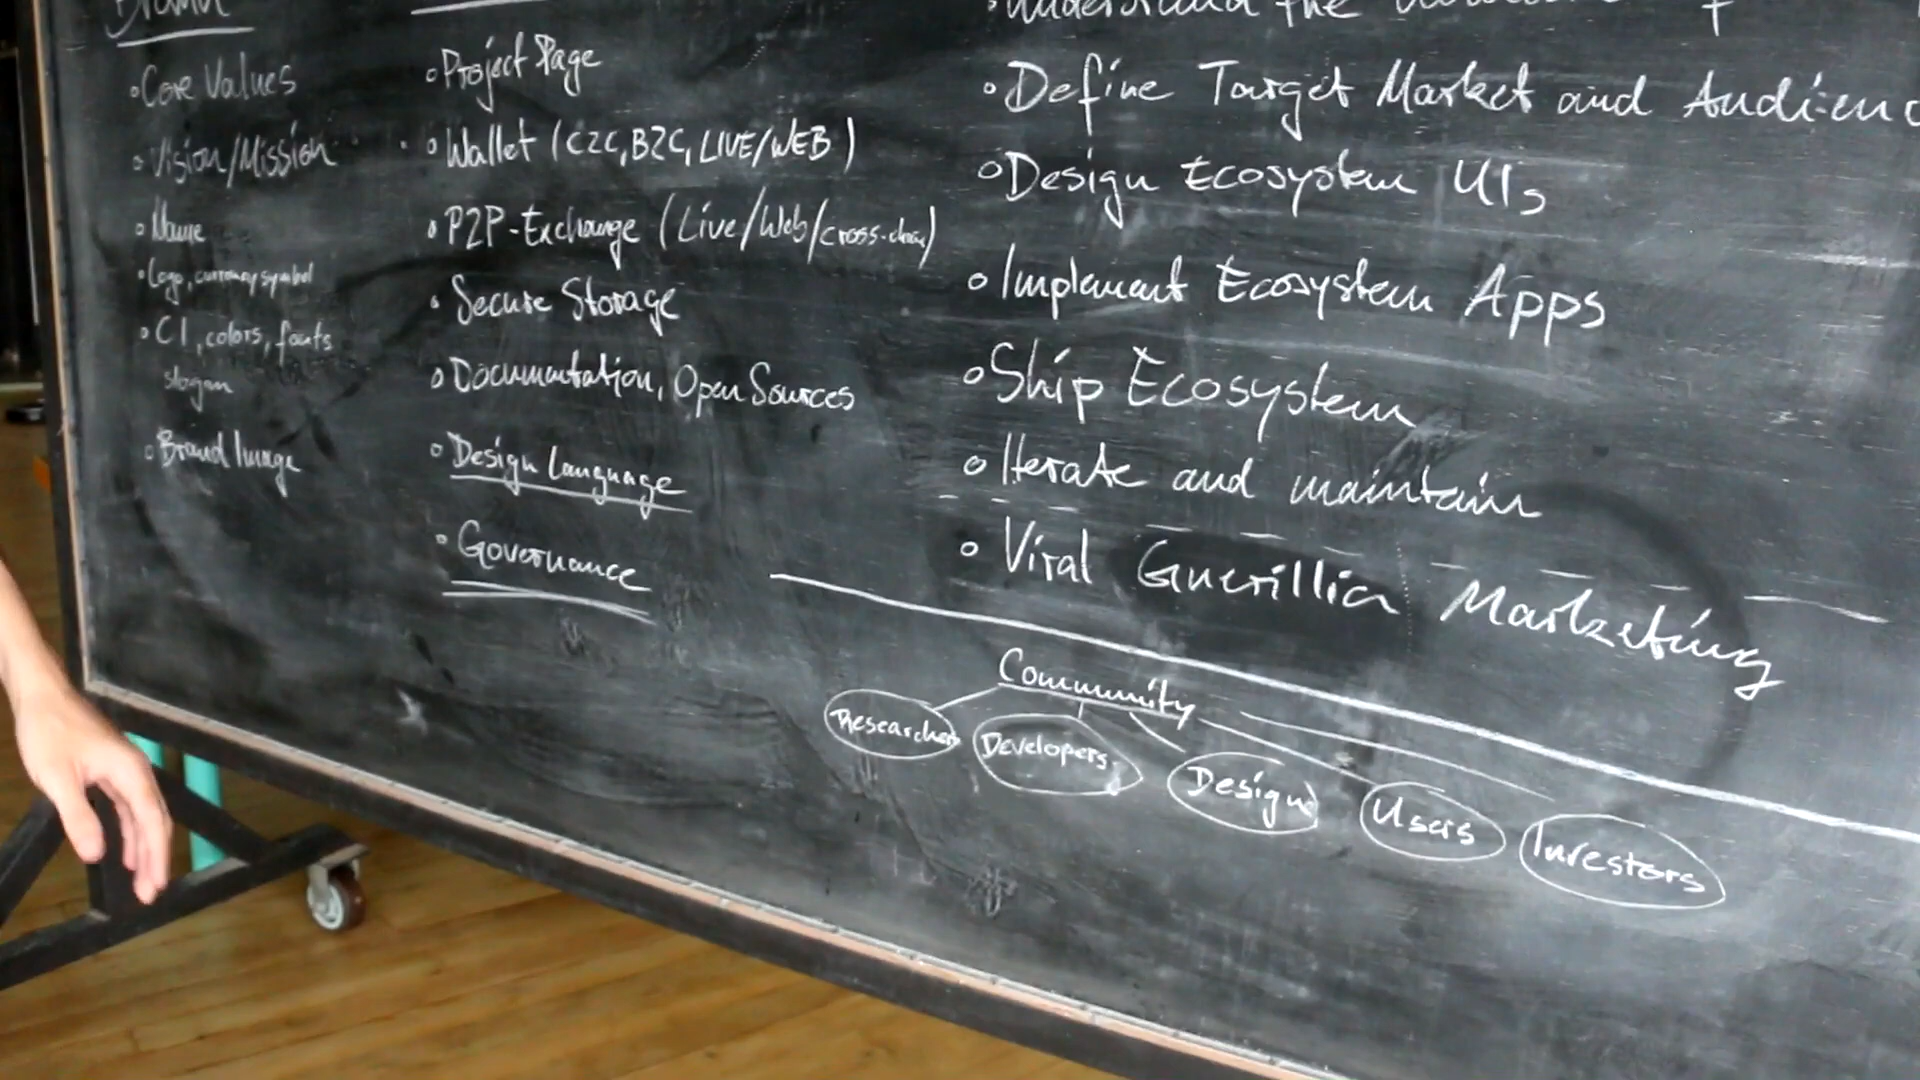 Brand
• Core Values
• Vision/Mission
• Name
• Logo, currency symbol
• CI, colors, fonts
slogan
• Brand Image
• Project Page
• Wallet (C2C, B2C, LIVE/WEB)
• P2P-Exchange (Live/Web/cross-chain)
• Secure Storage
• Documentation, Open Sources
• Design Language
• Governance
• Understand the
• Define Target Market and Audienc
• Design Ecosystem UIs
• Implement Ecosystem Apps
• Ship Ecosystem
• Iterate and maintain
• Viral Guerillia Marketing
Community
Researchers
Developers
Design
Users
Investors